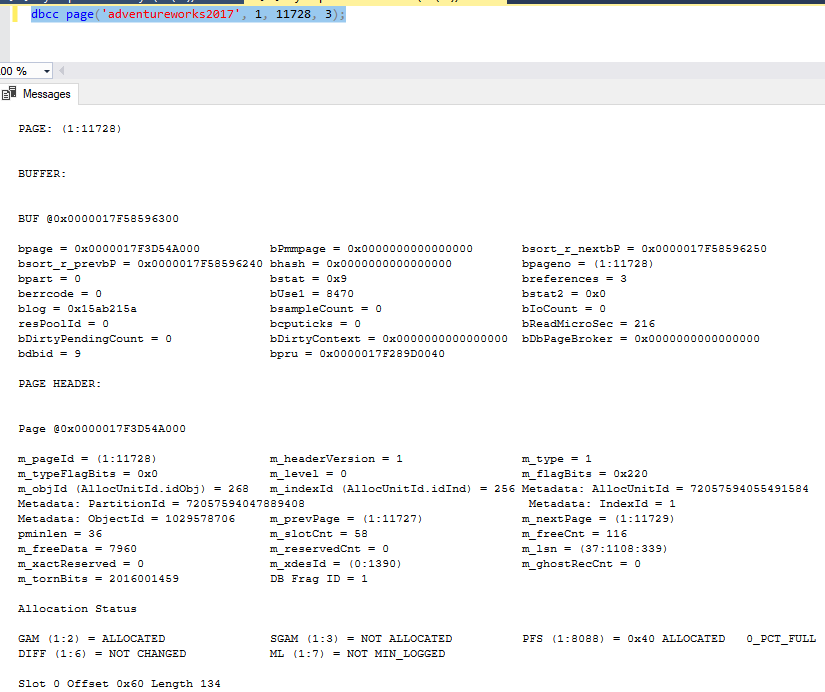 dbcc page('adventureworks2017', 1, 11728, 3);
00 %
Messages
PAGE: (1:11728)
BUFFER:
BUF @0x0000017F58596300
bpage = 0x0000017F3D54A000 bPmmpage = 0x0000000000000000 bsort_r_nextbP = 0x0000017F58596250
bsort_r_prevbP = 0x0000017F58596240 bhash = 0x0000000000000000 bpageno = (1:11728)
bpart = 0 bstat = 0x9 breferences = 3
berrcode = 0 bUse1 = 8470 bstat2 = 0x0
blog = 0x15ab215a bsampleCount = 0 bIoCount = 0
resPoolId = 0 bcputicks = 0 bReadMicroSec = 216
bDirtyPendingCount = 0 bDirtyContext = 0x0000000000000000 bDbPageBroker = 0x0000000000000000
bdbid = 9 bpru = 0x0000017F289D0040
PAGE HEADER:
Page @0x0000017F3D54A000
m_pageId = (1:11728) m_headerVersion = 1 m_type = 1
m_typeFlagBits = 0x0 m_level = 0 m_flagBits = 0x220
m_objId (AllocUnitId.idObj) = 268 m_indexId (AllocUnitId.idInd) = 256 Metadata: AllocUnitId = 72057594055491584
Metadata: PartitionId = 72057594047889408 Metadata: IndexId = 1
Metadata: ObjectId = 1029578706 m_prevPage = (1:11727) m_nextPage = (1:11729)
pminlen = 36 m_slotCnt = 58 m_freeCnt = 116
m_freeData = 7960 m_reservedCnt = 0 m_lsn = (37:1108:339)
m_xactReserved = 0 m_xdesId = (0:1390) m_ghostRecCnt = 0
m_tornBits = 2016001459 DB Frag ID = 1
Allocation Status
GAM (1:2) = ALLOCATED SGAM (1:3) = NOT ALLOCATED PFS (1:8088) = 0x40 ALLOCATED 0_PCT_FULL
DIFF (1:6) = NOT CHANGED ML (1:7) = NOT MIN_LOGGED
Slot 0 Offset 0x60 Length 134